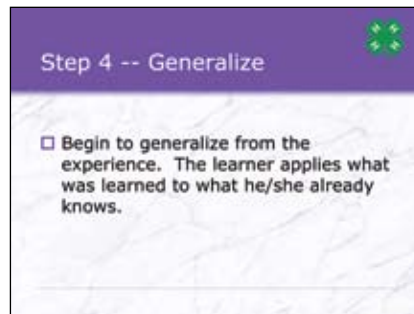 Step 4 -- Generalize
Begin to generalize from the
experience. The learner applies what
was learned to what he/she already
knows.